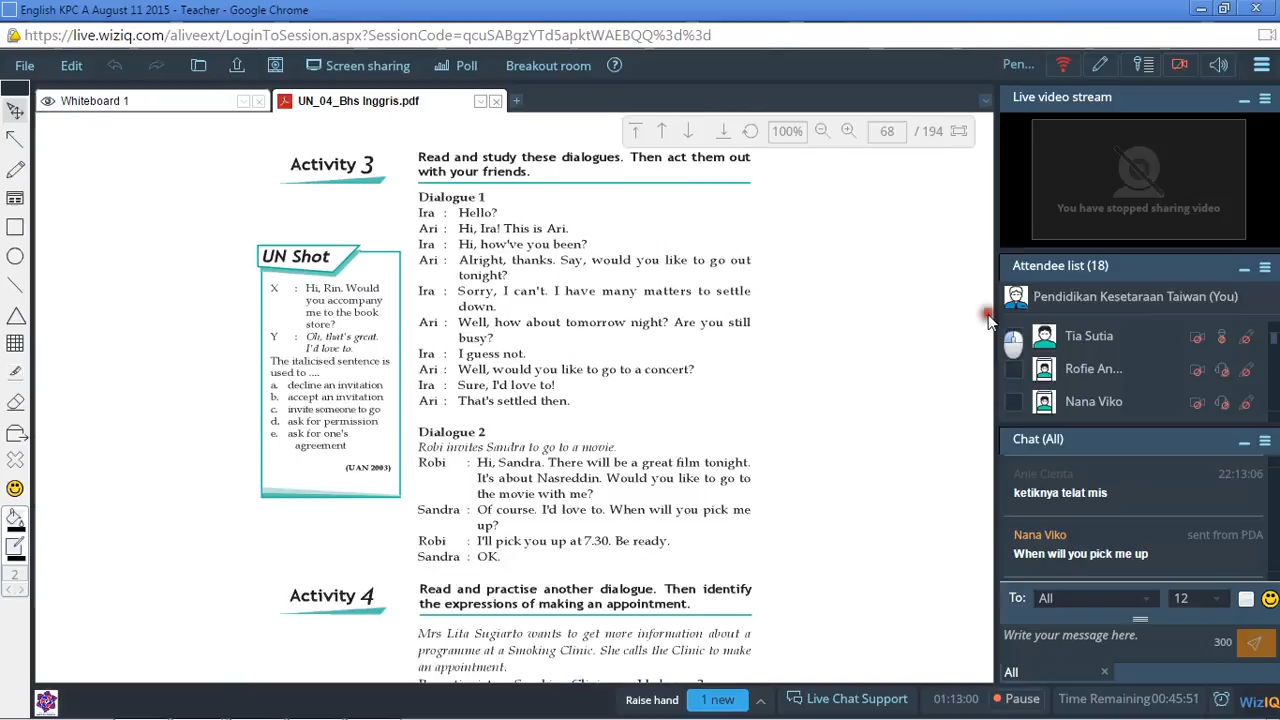 English KPC A August 11 2015 - Teacher - Google Chrome
https://live.wiziq.com/aliveext/LoginToSession.aspx?SessionCode=qcuSABgzYTd5apktWAEBQQ%3d%3d
File Edit Screen sharing Poll Breakout room Pen...
Whiteboard 1
UN_04_Bhs Inggris.pdf
100% 68 / 194
Activity 3
Read and study these dialogues. Then act them out
with your friends.
Dialogue 1
Ira : Hello?
Ari : Hi, Ira! This is Ari.
Ira : Hi, how've you been?
Ari : Alright, thanks. Say, would you like to go out
tonight?
Ira : Sorry, I can't. I have many matters to settle
down.
Ari : Well, how about tomorrow night? Are you still
busy?
Ira : I guess not.
Ari : Well, would you like to go to a concert?
Ira : Sure, I'd love to!
Ari : That's settled then.
UN Shot
X : Hi, Rin. Would
you accompany
me to the book
store?
Y : Oh, that's great.
I'd love to.
The italicised sentence is
used to ....
a. decline an invitation
b. accept an invitation
c. invite someone to go
d. ask for permission
e. ask for one's
agreement
(UAN 2003)
Dialogue 2
Robi invites Sandra to go to a movie.
Robi : Hi, Sandra. There will be a great film tonight.
It's about Nasreddin. Would you like to go to
the movie with me?
Sandra : Of course. I'd love to. When will you pick me
up?
Robi : I'll pick you up at 7.30. Be ready.
Sandra : OK.
Activity 4
Read and practise another dialogue. Then identify
the expressions of making an appointment.
Mrs Lita Sugiarto wants to get more information about a
programme at a Smoking Clinic. She calls the Clinic to make
an appointment.
Live video stream
You have stopped sharing video
Attendee list (18)
Pendidikan Kesetaraan Taiwan (You)
Tia Sutia
Rofie An...
Nana Viko
Chat (All)
Anie Cienta 22:13:06
ketiknya telat mis
Nana Viko sent from PDA
When will you pick me up
To: All 12
Write your message here. 300
All
2
Raise hand 1 new Live Chat Support 01:13:00 Pause Time Remaining 00:45:51 WizIQ